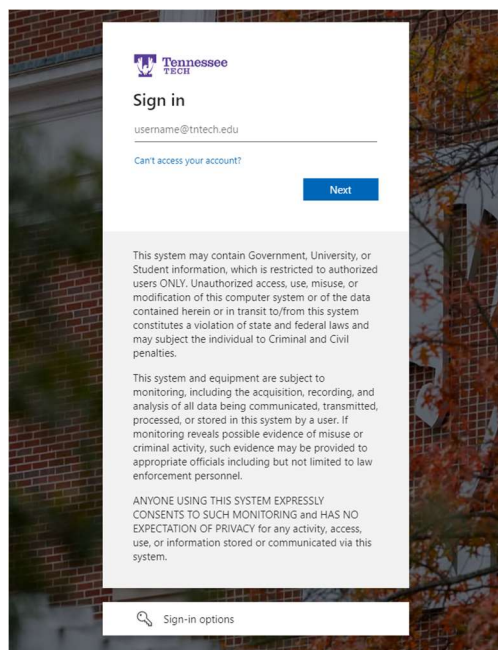 Tennessee
TECH
Sign in
username@tntech.edu
Can't access your account?
Next
This system may contain Government, University, or
Student information, which is restricted to authorized
users ONLY. Unauthorized access, use, misuse, or
modification of this computer system or of the data
contained herein or in transit to/from this system
constitutes a violation of state and federal laws and
may subject the individual to Criminal and Civil
penalties.
This system and equipment are subject to
monitoring, including the acquisition, recording, and
analysis of all data being communicated, transmitted,
processed, or stored in this system by a user. If
monitoring reveals possible evidence of misuse or
criminal activity, such evidence may be provided to
appropriate officials including but not limited to law
enforcement personnel.
ANYONE USING THIS SYSTEM EXPRESSLY
CONSENTS TO SUCH MONITORING and HAS NO
EXPECTATION OF PRIVACY for any activity, access,
use, or information stored or communicated via this
system.
Sign-in options